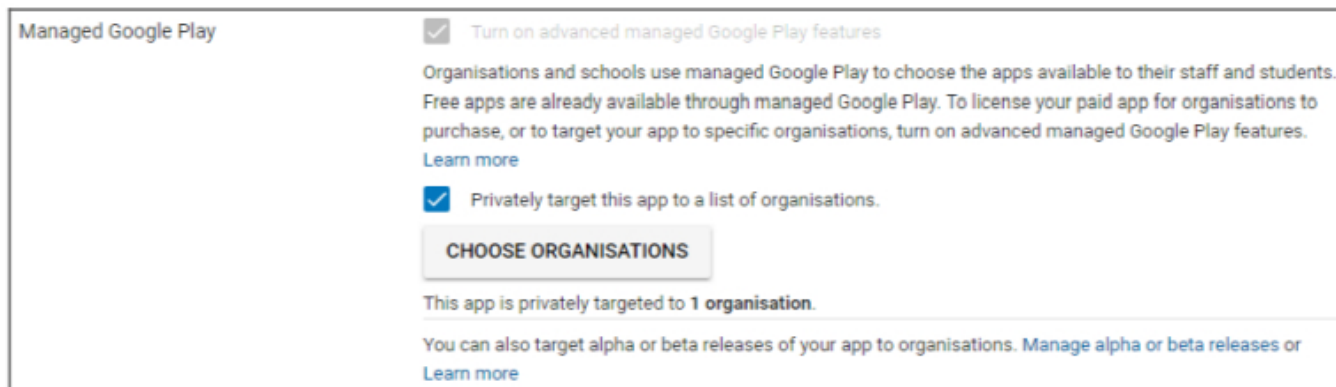 Managed Google Play
Turn on advanced managed Google Play features
Organisations and schools use managed Google Play to choose the apps available to their staff and students.
Free apps are already available through managed Google Play. To license your paid app for organisations to
purchase, or to target your app to specific organisations, turn on advanced managed Google Play features.
Learn more
Privately target this app to a list of organisations.
CHOOSE ORGANISATIONS
This app is privately targeted to 1 organisation.
You can also target alpha or beta releases of your app to organisations. Manage alpha or beta releases or
Learn more